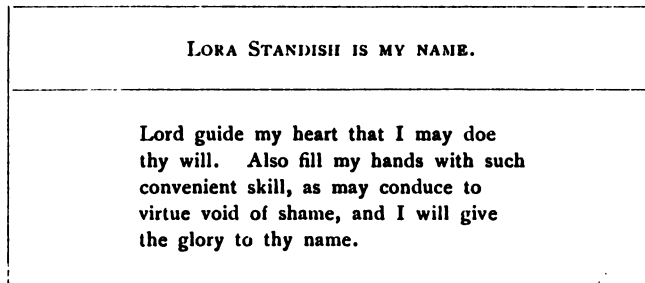 LORA STANDISH IS MY NAME.
Lord guide my heart that I may doe
thy will. Also fill my hands with such
convenient skill, as may conduce to
virtue void of shame, and I will give
the glory to thy name.